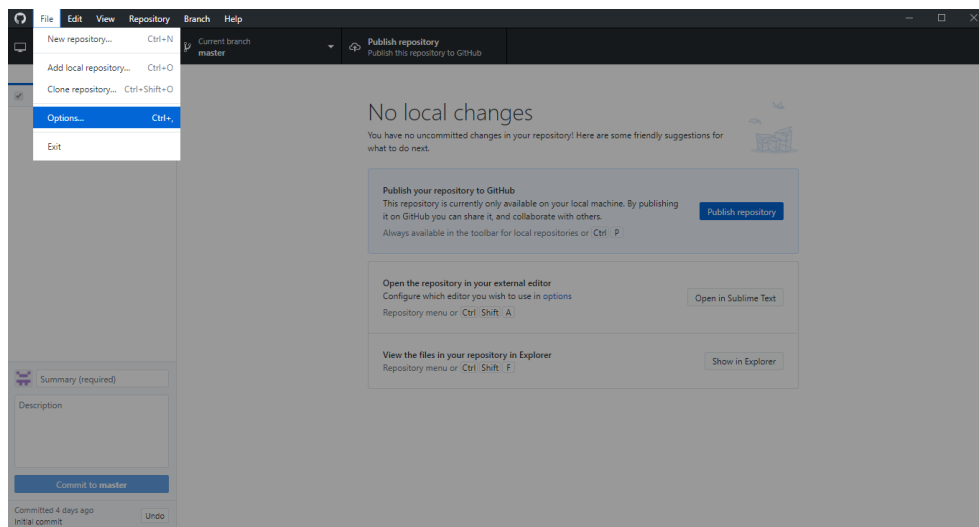 File Edit View Repository Branch Help
New repository... Ctrl+N
Add local repository... Ctrl+O
Clone repository... Ctrl+Shift+O
Options... Ctrl+,
Exit
Current branch
master
Publish repository
Publish this repository to GitHub
No local changes
You have no uncommitted changes in your repository! Here are some friendly suggestions for
what to do next.
Publish your repository to GitHub
This repository is currently only available on your local machine. By publishing
it on GitHub you can share it, and collaborate with others.
Always available in the toolbar for local repositories or Ctrl P
Publish repository
Open the repository in your external editor
Configure which editor you wish to use in options
Repository menu or Ctrl Shift A
Open in Sublime Text
View the files in your repository in Explorer
Repository menu or Ctrl Shift F
Show in Explorer
Summary (required)
Description
Commit to master
Committed 4 days ago
Initial commit
Undo